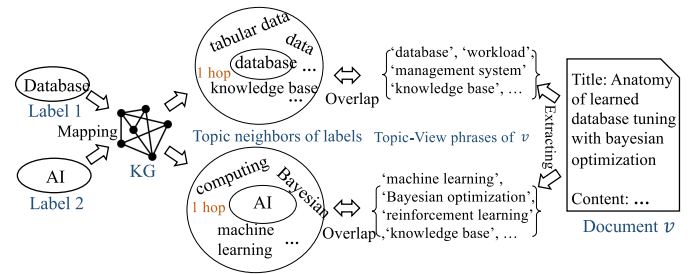 Database
Label 1
Mapping
AI
Label 2
KG
tabular data
data
database ...
1 hop
knowledge base
...
Topic neighbors of labels
computing
Bayesian
1 hop
AI
machine
learning
...
Overlap
Overlap
'database', 'workload',
'management system'
'knowledge base', ...
Topic-View phrases of v
'machine learning',
'Bayesian optimization',
'reinforcement learning'
,'knowledge base', ...
Extracting
Title: Anatomy
of learned
database tuning
with bayesian
optimization
Content: ...
Document v